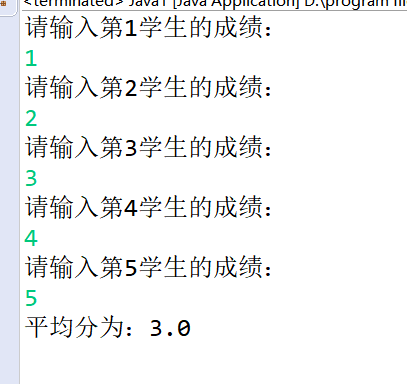 <terminated> Java1 [Java Application] D:\program file
请输入第1学生的成绩：
1
请输入第2学生的成绩：
2
请输入第3学生的成绩：
3
请输入第4学生的成绩：
4
请输入第5学生的成绩：
5
平均分为：3.0